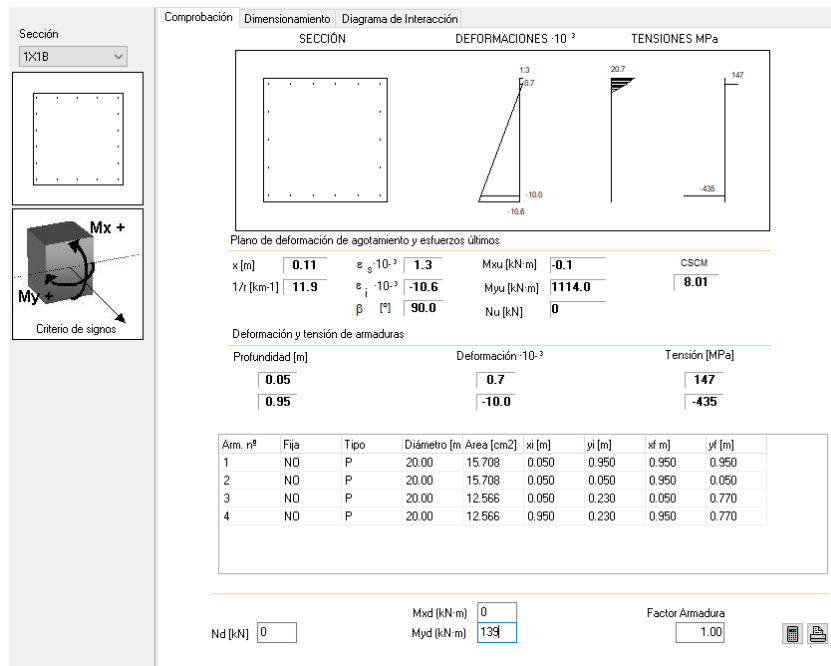 Sección
1X1B
Mx +
My +
Criterio de signos
Comprobación Dimensionamiento Diagrama de Interacción
SECCIÓN DEFORMACIONES ·10 ³ TENSIONES MPa
1.3
0.7
-10.0
-10.6
20.7
147
-435
Plano de deformación de agotamiento y esfuerzos últimos
x [m] 0.11 ε s ·10-³ 1.3 Mxu [kN·m] -0.1 CSCM
1/r [km-1] 11.9 ε i ·10-³ -10.6 Myu [kN·m] 1114.0 8.01
β [º] 90.0 Nu [kN] 0
Deformación y tensión de armaduras
Profundidad [m] Deformación ·10-³ Tensión [MPa]
0.05 0.7 147
0.95 -10.0 -435
Arm. nº Fija Tipo Diámetro [m Area [cm2] xi [m] yi [m] xf m] yf [m]
1 NO P 20.00 15.708 0.050 0.950 0.950 0.950
2 NO P 20.00 15.708 0.050 0.050 0.950 0.050
3 NO P 20.00 12.566 0.050 0.230 0.050 0.770
4 NO P 20.00 12.566 0.950 0.230 0.950 0.770
Mxd (kN·m) 0 Factor Armadura
Nd [kN] 0 Myd (kN·m) 139 1.00